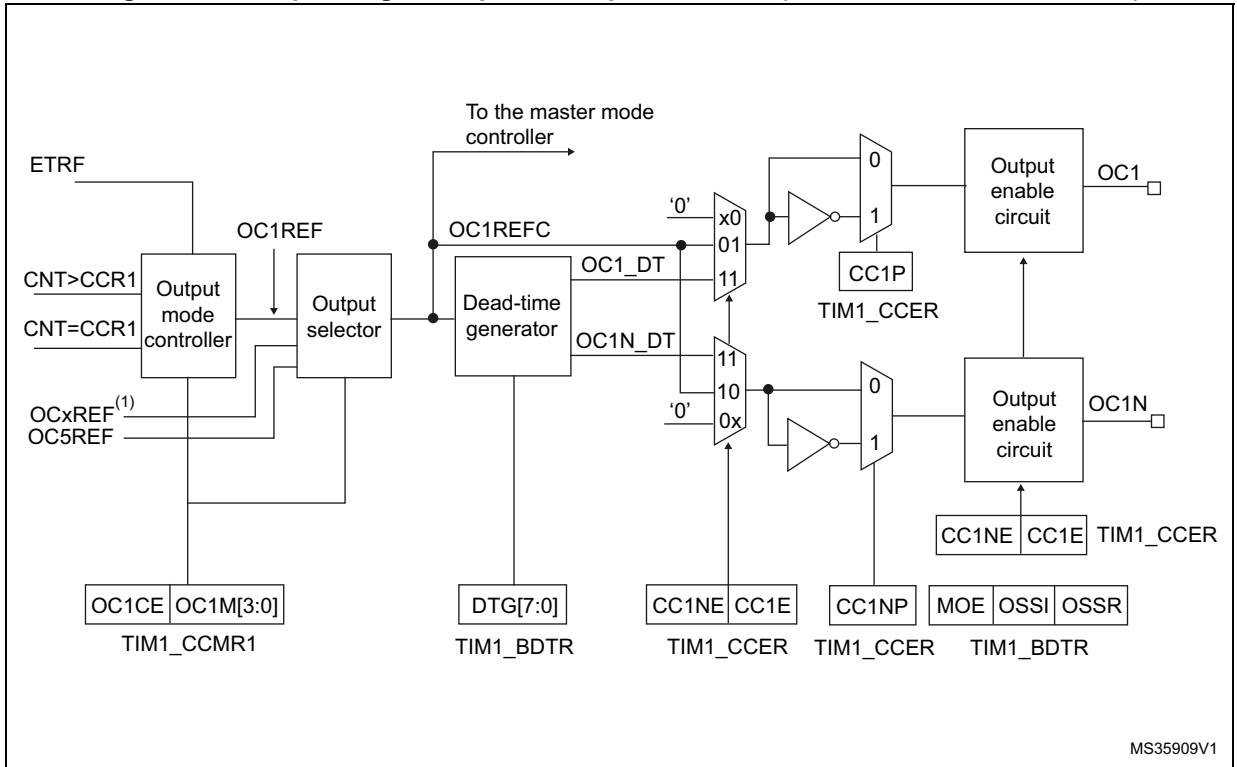 To the master mode
controller
ETRF
OC1REF
CNT>CCR1
CNT=CCR1
Output
mode
controller
Output
selector
OCxREF(1)
OC5REF
OC1REFC
Dead-time
generator
OC1_DT
OC1N_DT
'0'
x0
01
11
11
10
'0'
0x
0
1
CC1P
TIM1_CCER
0
1
Output
enable
circuit
OC1
Output
enable
circuit
OC1N
CC1NE CC1E TIM1_CCER
OC1CE OC1M[3:0]
TIM1_CCMR1
DTG[7:0]
TIM1_BDTR
CC1NE CC1E
TIM1_CCER
CC1NP
TIM1_CCER
MOE OSSI OSSR
TIM1_BDTR
MS35909V1